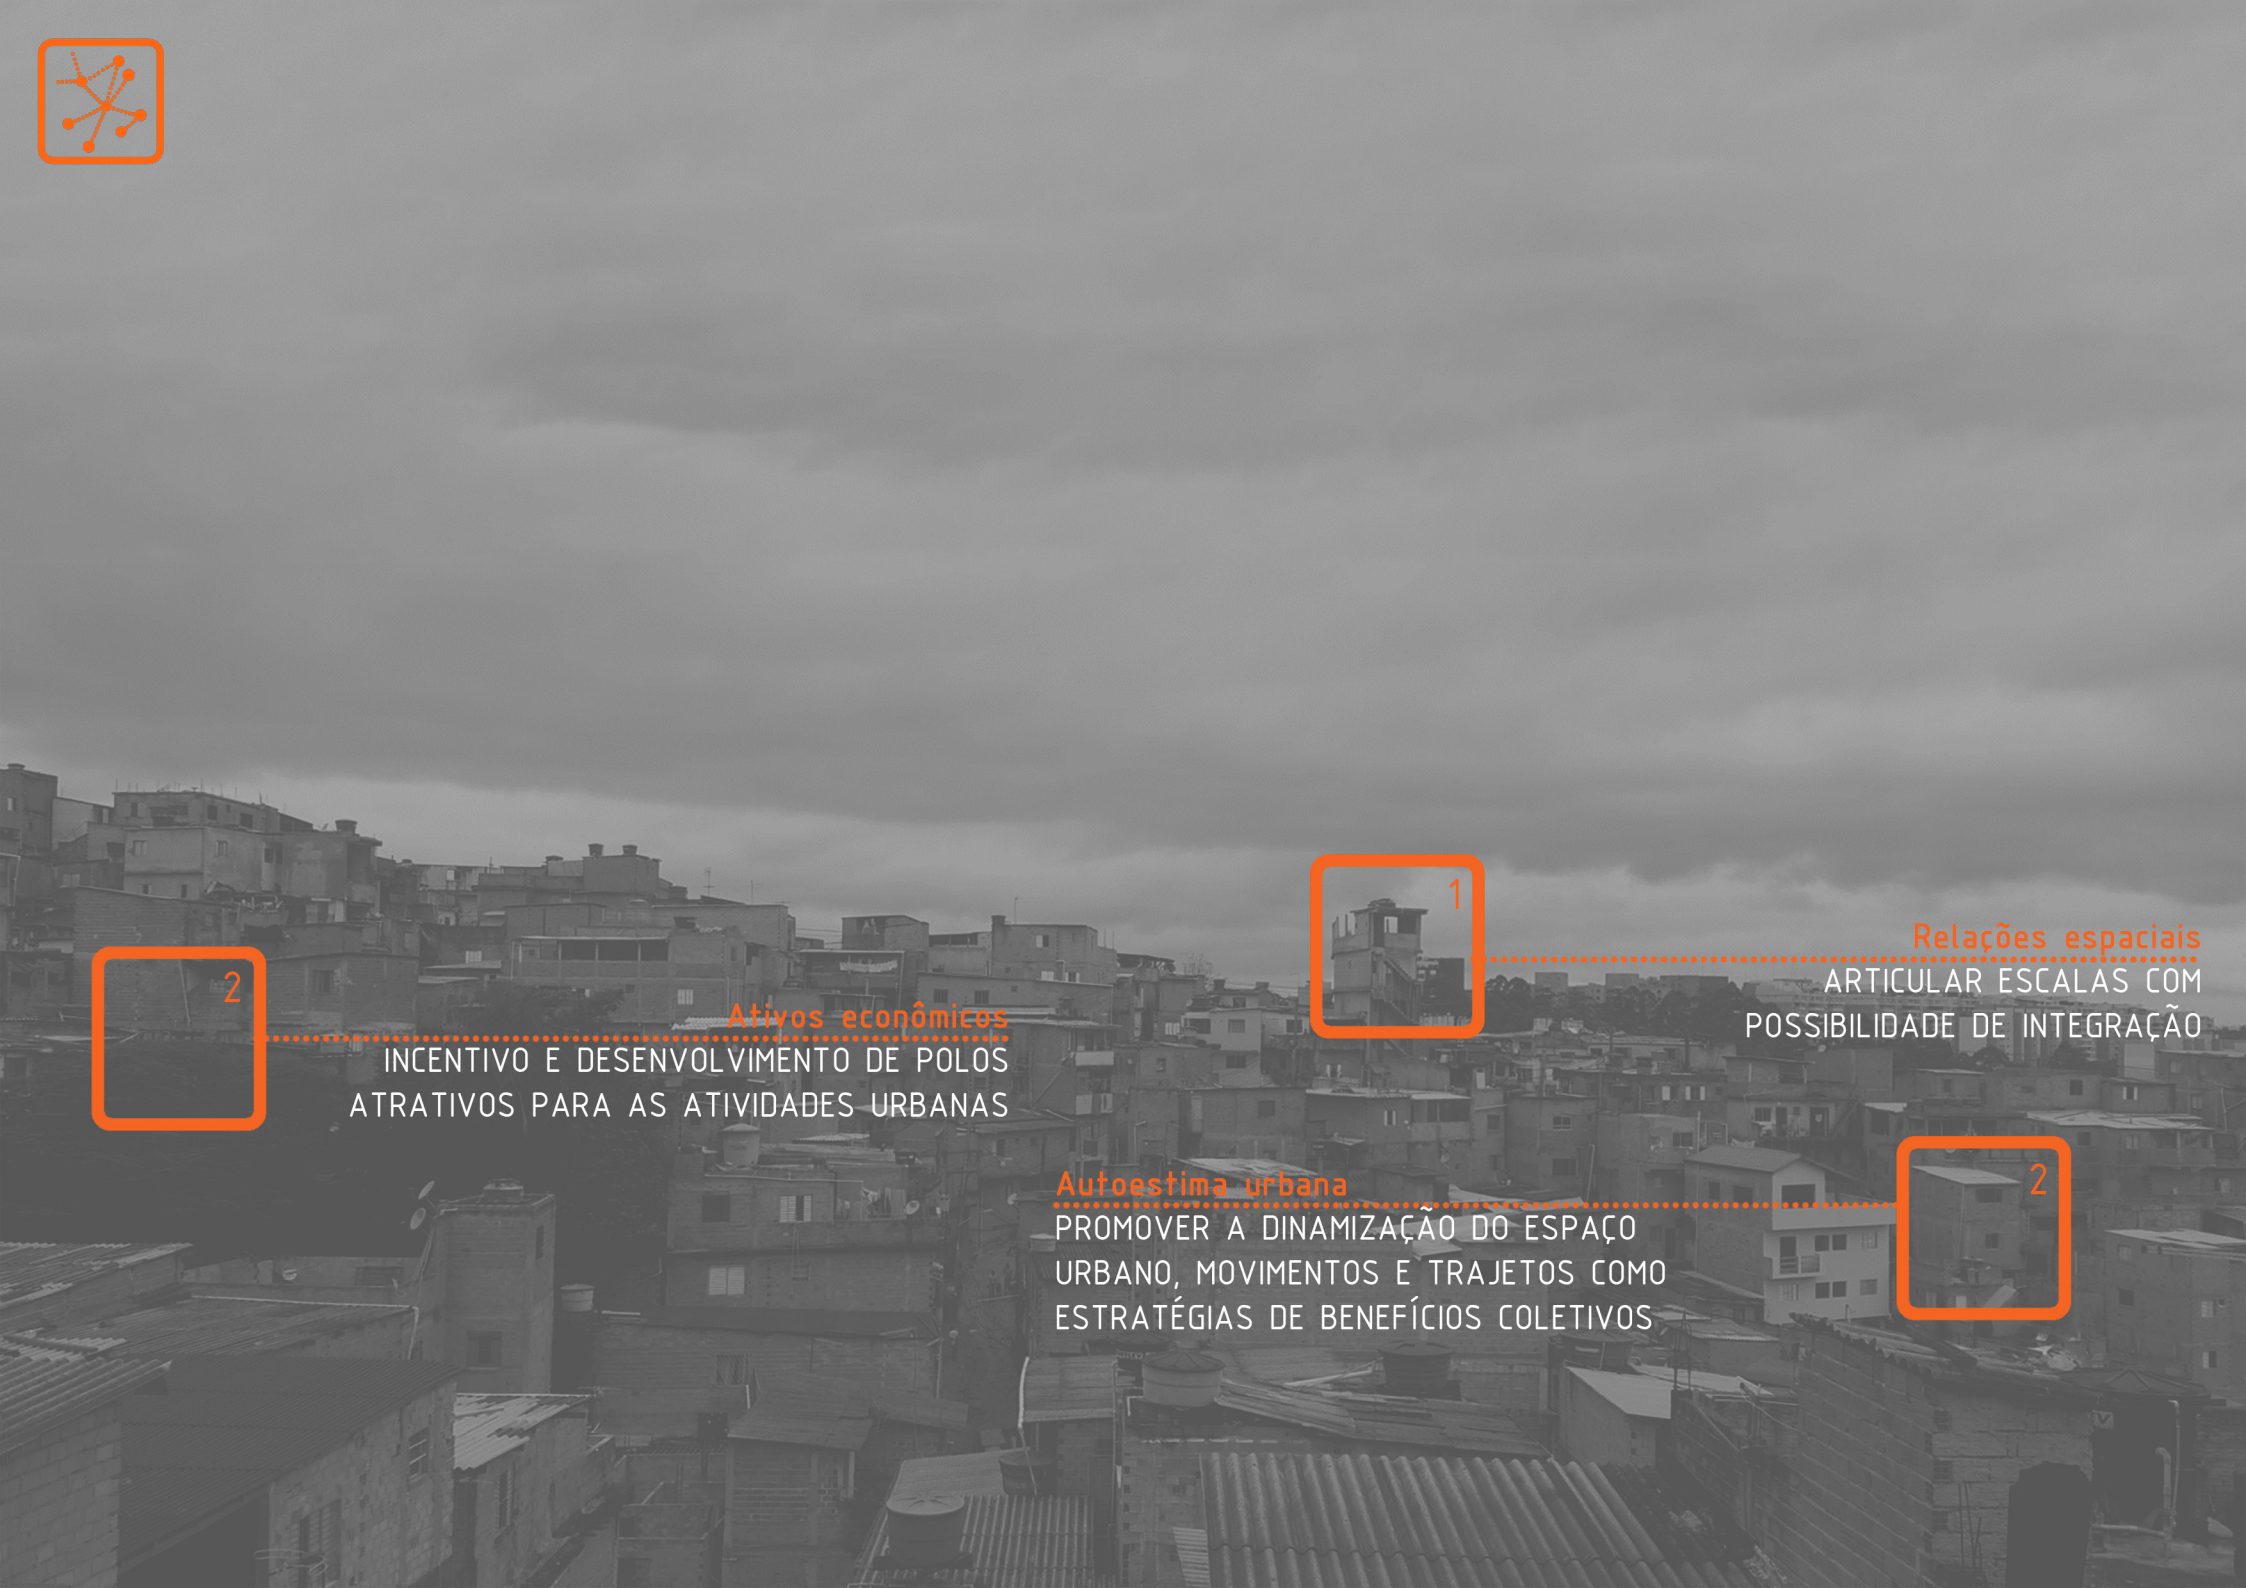 1
Relações espaciais
ARTICULAR ESCALAS COM
POSSIBILIDADE DE INTEGRAÇÃO
2
Ativos econômicos
INCENTIVO E DESENVOLVIMENTO DE POLOS
ATRATIVOS PARA AS ATIVIDADES URBANAS
2
Autoestima urbana
PROMOVER A DINAMIZAÇÃO DO ESPAÇO
URBANO, MOVIMENTOS E TRAJETOS COMO
ESTRATÉGIAS DE BENEFÍCIOS COLETIVOS